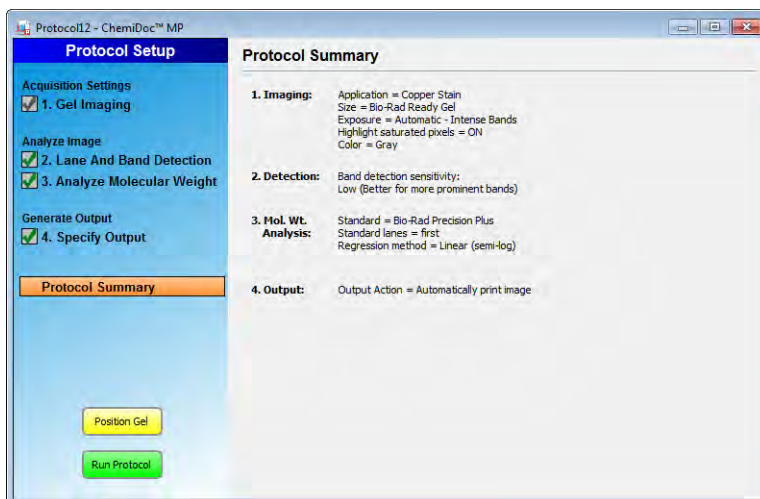 Protocol12 - ChemiDoc™ MP
Protocol Setup
Acquisition Settings
1. Gel Imaging
Analyze Image
2. Lane And Band Detection
3. Analyze Molecular Weight
Generate Output
4. Specify Output
Protocol Summary
Position Gel
Run Protocol
Protocol Summary
1. Imaging: Application = Copper Stain
Size = Bio-Rad Ready Gel
Exposure = Automatic - Intense Bands
Highlight saturated pixels = ON
Color = Gray
2. Detection: Band detection sensitivity:
Low (Better for more prominent bands)
3. Mol. Wt. Standard = Bio-Rad Precision Plus
Analysis: Standard lanes = first
Regression method = Linear (semi-log)
4. Output: Output Action = Automatically print image